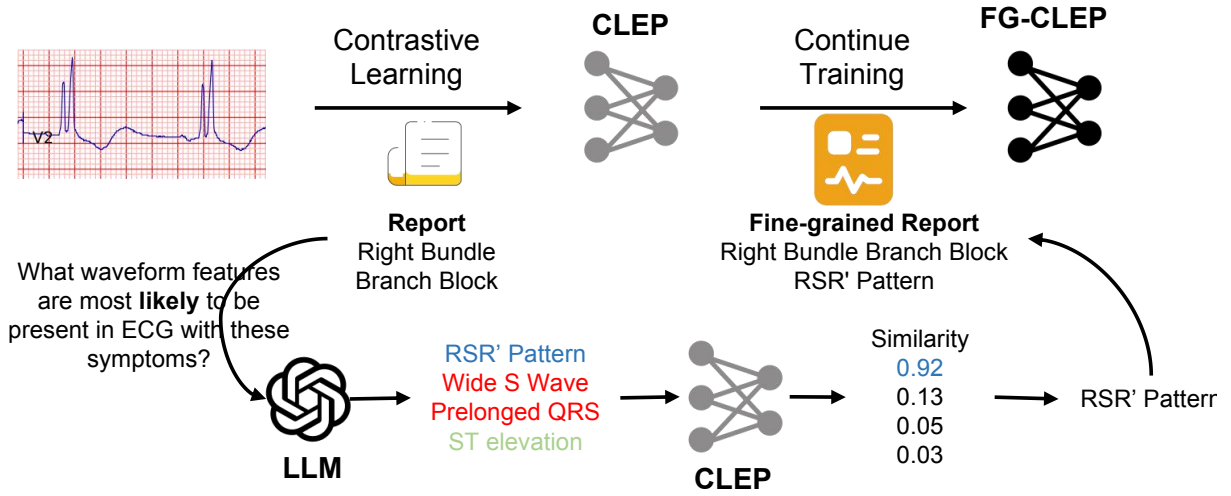 Contrastive
Learning
CLEP
Continue
Training
FG-CLEP
V2
Report
Right Bundle
Branch Block
Fine-grained Report
Right Bundle Branch Block
RSR' Pattern
What waveform features
are most likely to be
present in ECG with these
symptoms?
LLM
RSR’ Pattern
Wide S Wave
Prolonged QRS
ST elevation
CLEP
Similarity
0.92
0.13
0.05
0.03
RSR’ Pattern